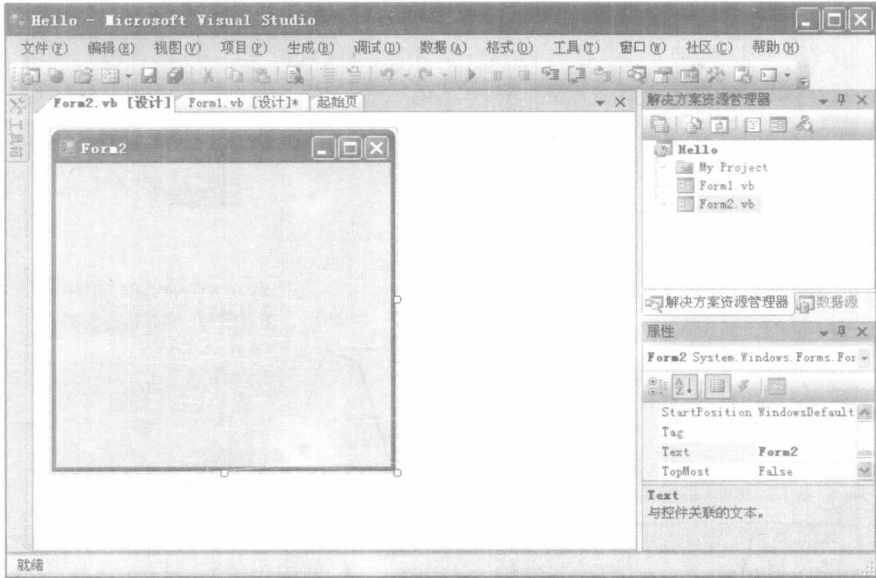 Hello - Microsoft Visual Studio
文件(F) 编辑(E) 视图(V) 项目(P) 生成(B) 调试(D) 数据(A) 格式(O) 工具(T) 窗口(W) 社区(C) 帮助(H)
Form2.vb [设计] Form1.vb [设计]* 起始页
工具箱
Form2
解决方案资源管理器
Hello
My Project
Form1.vb
Form2.vb
解决方案资源管理器 数据源
属性
Form2 System.Windows.Forms.For
StartPosition WindowsDefault
Tag
Text Form2
TopMost False
Text
与控件关联的文本。
就绪